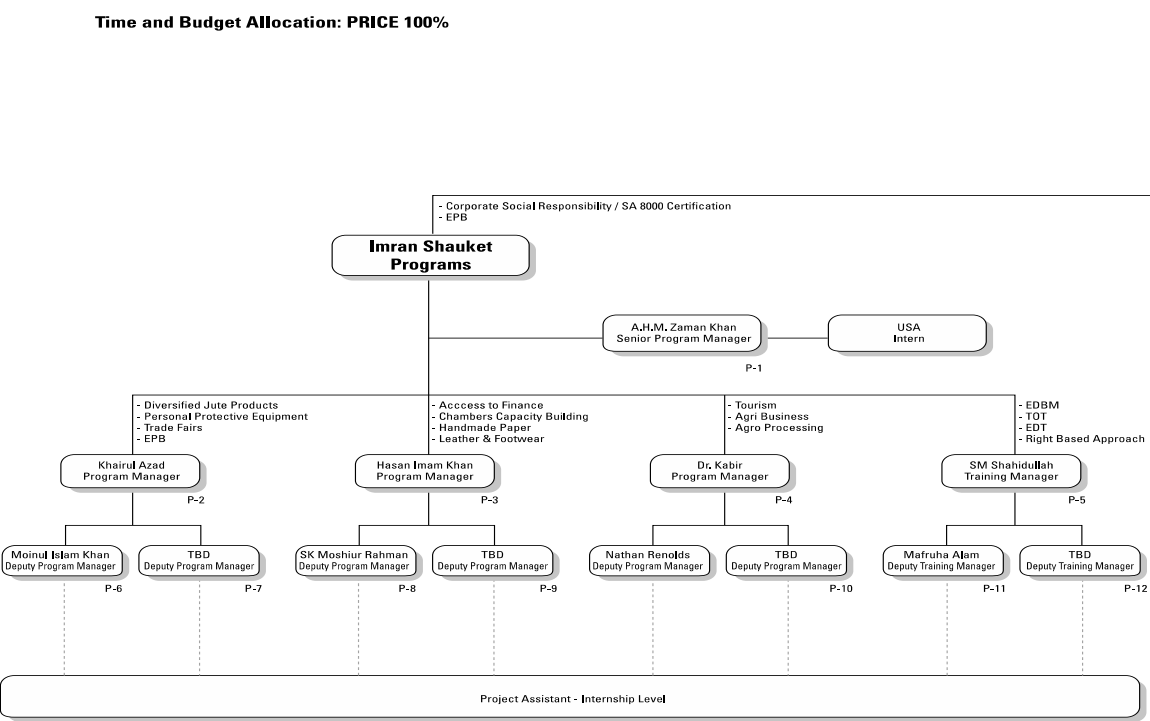 Time and Budget Allocation: PRICE 100%
- Corporate Social Responsibility / SA 8000 Certification
- EPB
Imran Shauket
Programs
A.H.M. Zaman Khan
Senior Program Manager
P-1
USA
Intern
- Diversified Jute Products
- Personal Protective Equipment
- Trade Fairs
- EPB
Khairul Azad
Program Manager
P-2
- Acccess to Finance
- Chambers Capacity Building
- Handmade Paper
- Leather & Footwear
Hasan Imam Khan
Program Manager
P-3
- Tourism
- Agri Business
- Agro Processing
Dr. Kabir
Program Manager
P-4
- EDBM
- TOT
- EDT
- Right Based Approach
SM Shahidullah
Training Manager
P-5
Moinul Islam Khan
Deputy Program Manager
P-6
TBD
Deputy Program Manager
P-7
SK Moshiur Rahman
Deputy Program Manager
P-8
TBD
Deputy Program Manager
P-9
Nathan Renolds
Deputy Program Manager
TBD
Deputy Program Manager
P-10
Mafruha Alam
Deputy Training Manager
P-11
TBD
Deputy Training Manager
P-12
Project Assistant - Internship Level